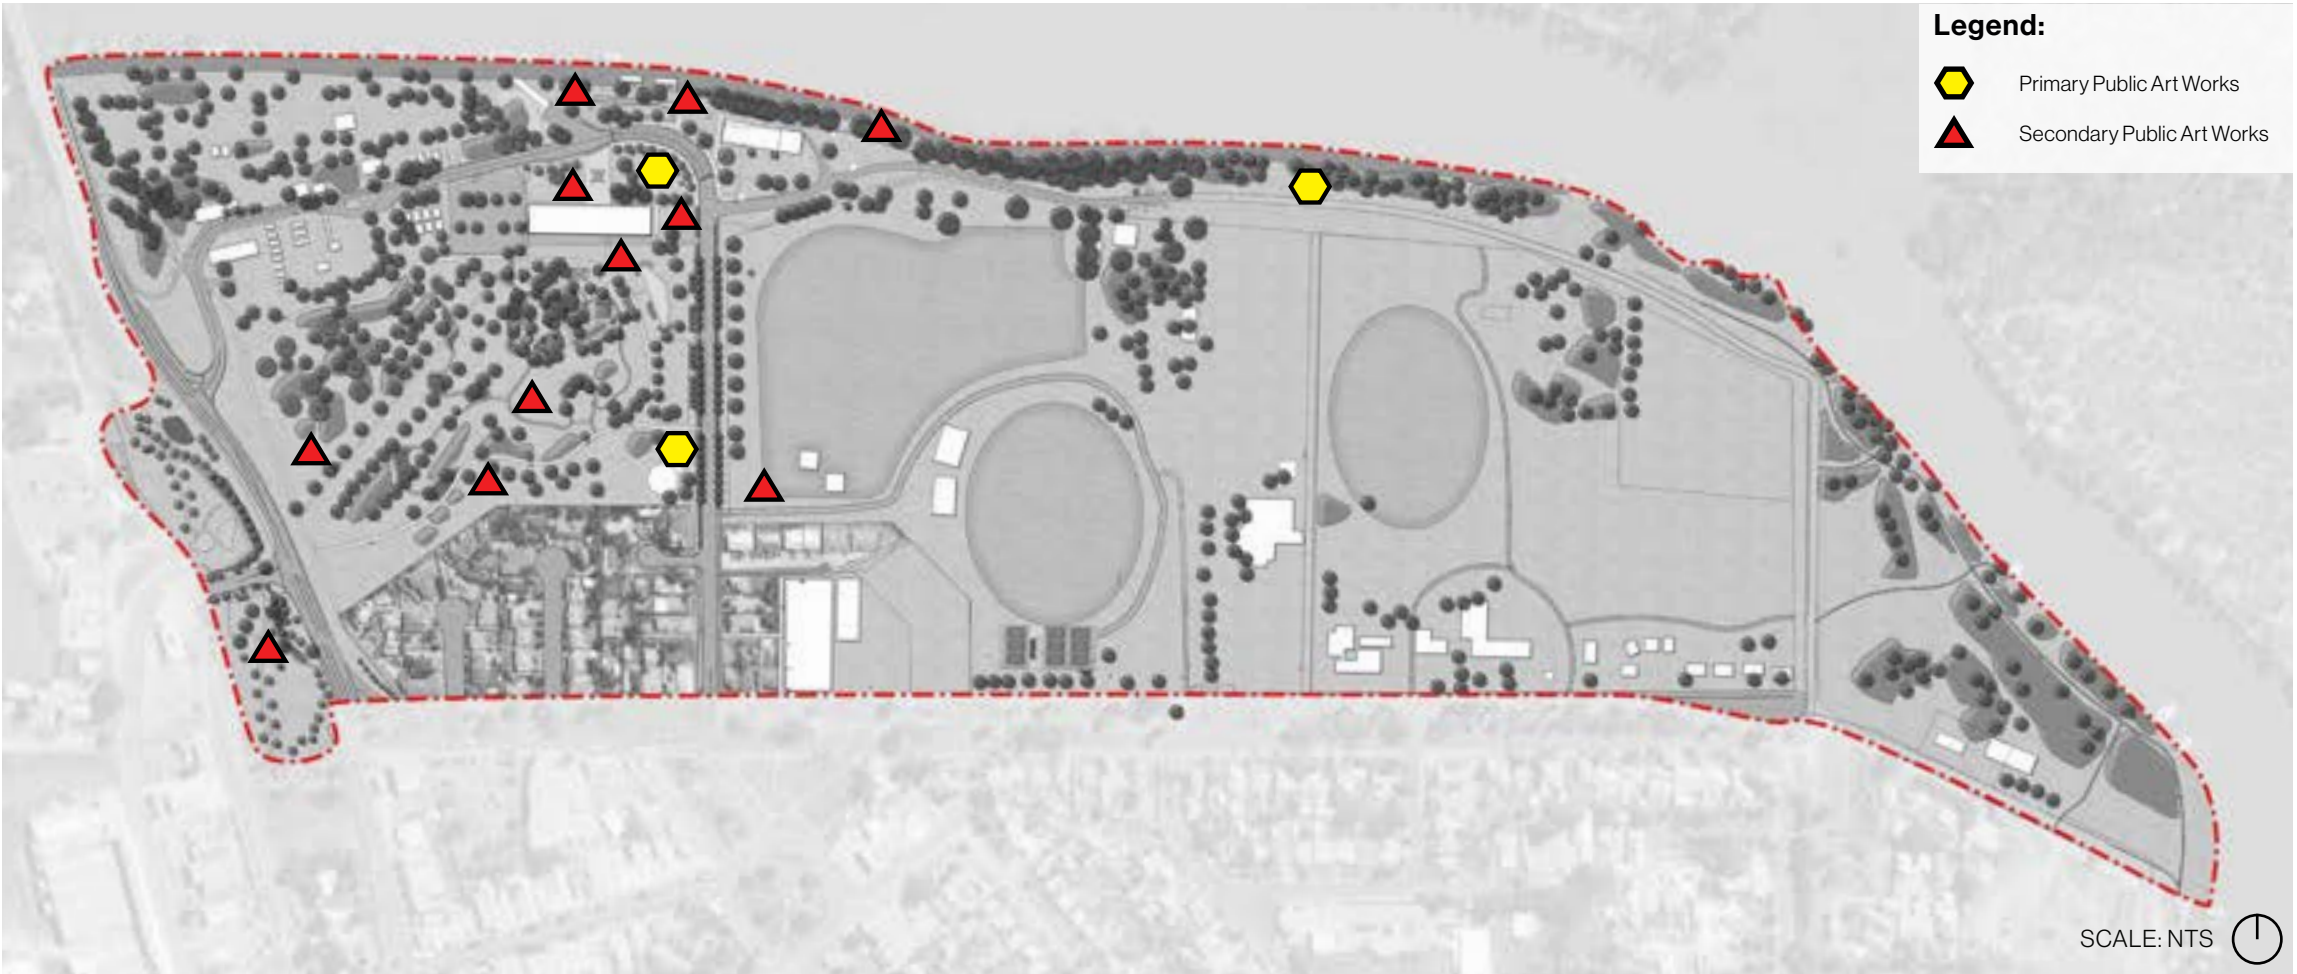 Legend:
Primary Public Art Works
Secondary Public Art Works
SCALE: NTS